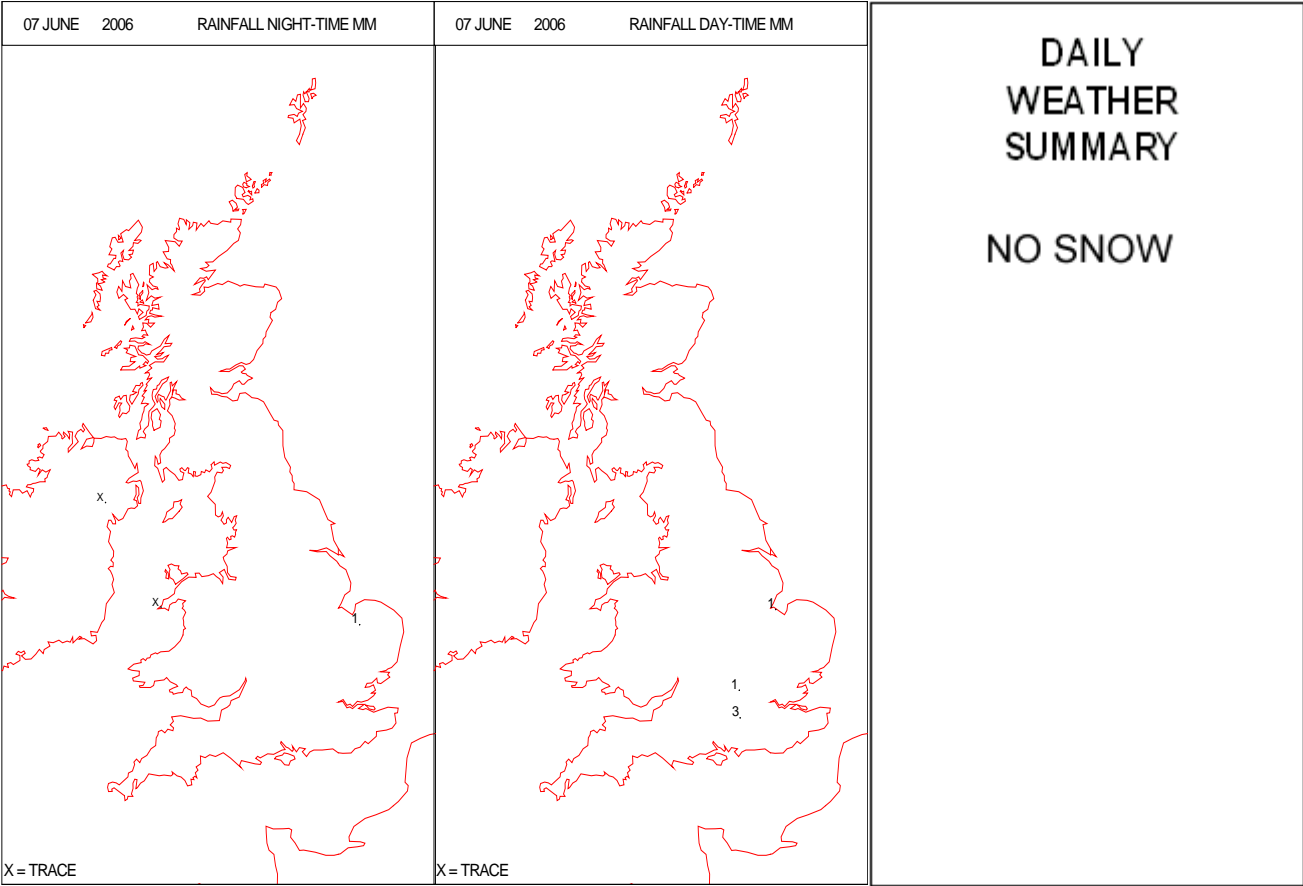 07 JUNE 2006 RAINFALL NIGHT-TIME MM
X.
X
1.
X = TRACE
07 JUNE 2006 RAINFALL DAY-TIME MM
1.
1.
3.
X = TRACE
DAILY
WEATHER
SUMMARY
NO SNOW